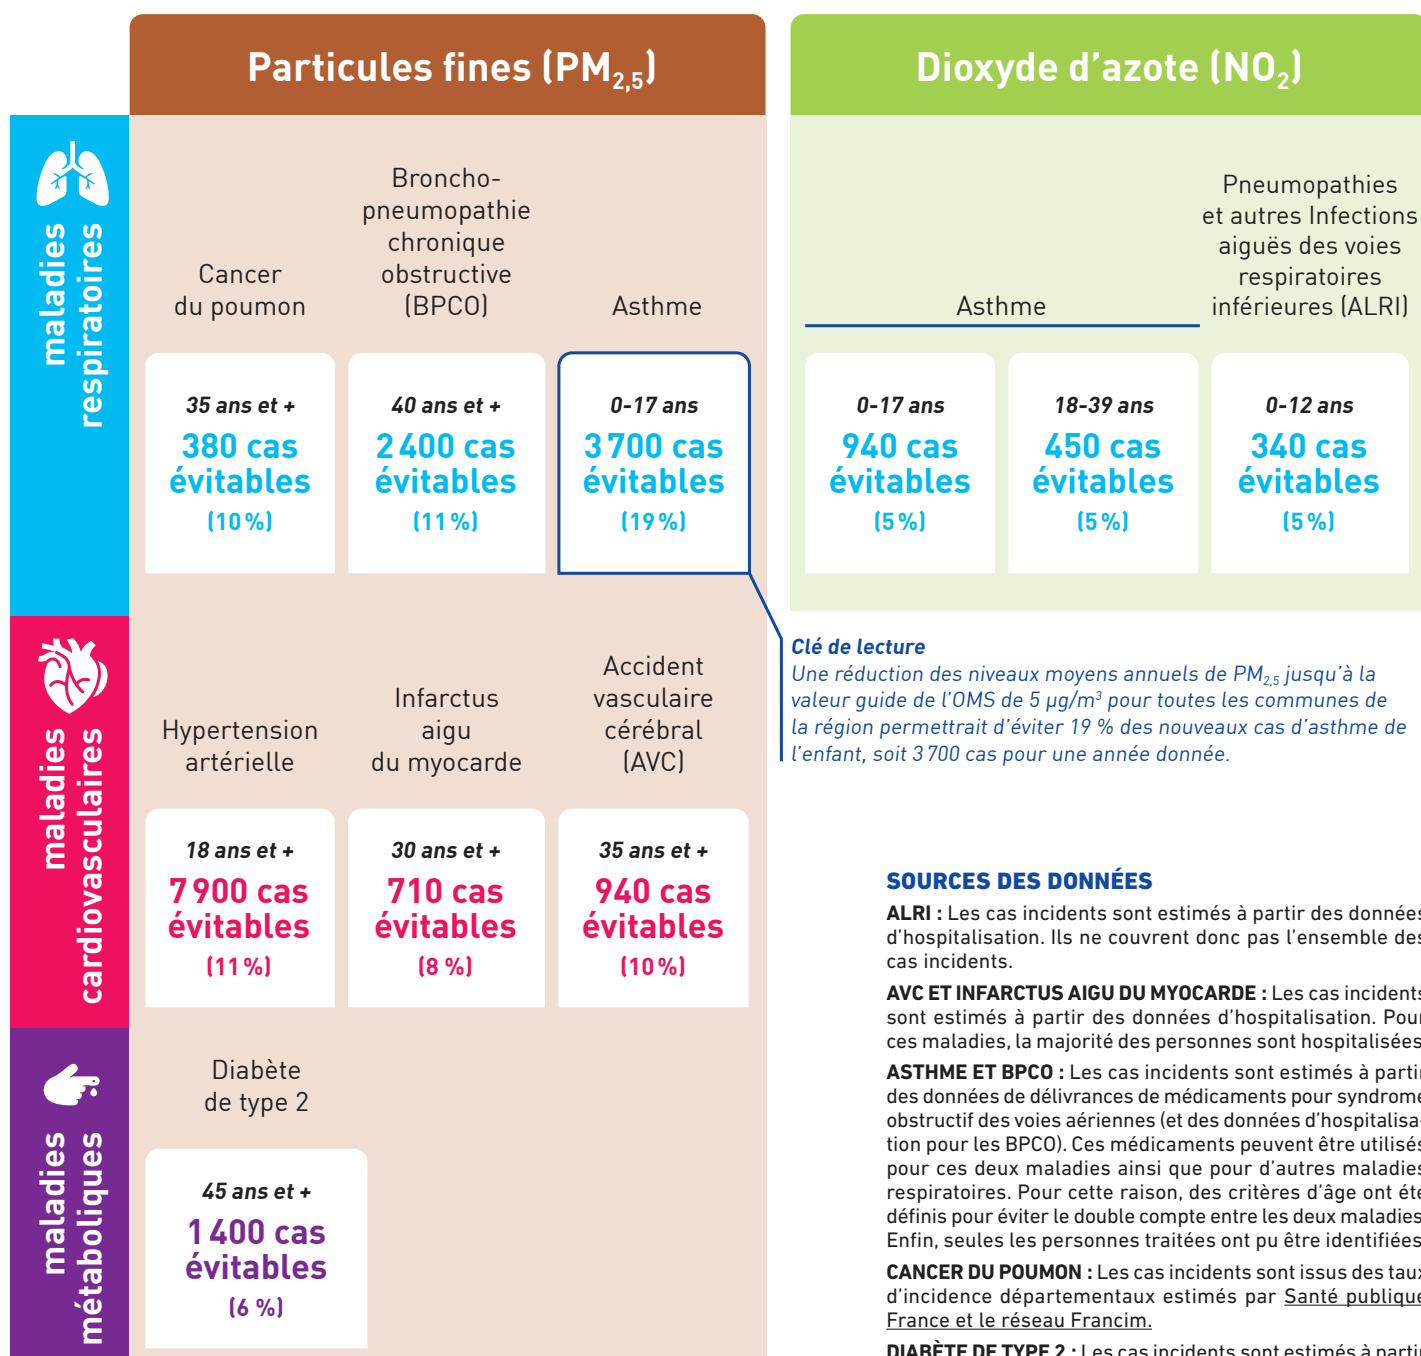 Particules fines (PM2,5)
Dioxyde d'azote (NO2)
maladies
respiratoires
Cancer
du poumon
Broncho-
pneumopathie
chronique
obstructive
(BPCO)
Asthme
Asthme
Pneumopathies
et autres Infections
aiguës des voies
respiratoires
inférieures (ALRI)
35 ans et +
380 cas
évitables
(10 %)
40 ans et +
2 400 cas
évitables
(11 %)
0-17 ans
3 700 cas
évitables
(19 %)
0-17 ans
940 cas
évitables
(5 %)
18-39 ans
450 cas
évitables
(5 %)
0-12 ans
340 cas
évitables
(5 %)
Clé de lecture
Une réduction des niveaux moyens annuels de PM2,5 jusqu'à la
valeur guide de l'OMS de 5 µg/m³ pour toutes les communes de
la région permettrait d'éviter 19 % des nouveaux cas d'asthme de
l'enfant, soit 3 700 cas pour une année donnée.
maladies
cardiovasculaires
Hypertension
artérielle
Infarctus
aigu
du myocarde
Accident
vasculaire
cérébral
(AVC)
18 ans et +
7 900 cas
évitables
(11 %)
30 ans et +
710 cas
évitables
(8 %)
35 ans et +
940 cas
évitables
(10 %)
maladies
métaboliques
Diabète
de type 2
45 ans et +
1 400 cas
évitables
(6 %)
SOURCES DES DONNÉES
ALRI : Les cas incidents sont estimés à partir des données
d'hospitalisation. Ils ne couvrent donc pas l'ensemble des
cas incidents.
AVC ET INFARCTUS AIGU DU MYOCARDE : Les cas incidents
sont estimés à partir des données d'hospitalisation. Pour
ces maladies, la majorité des personnes sont hospitalisées
ASTHME ET BPCO : Les cas incidents sont estimés à partir
des données de délivrances de médicaments pour syndrome
obstructif des voies aériennes (et des données d'hospitalisa-
tion pour les BPCO). Ces médicaments peuvent être utilisés
pour ces deux maladies ainsi que pour d'autres maladies
respiratoires. Pour cette raison, des critères d'âge ont été
définis pour éviter le double compte entre les deux maladies
Enfin, seules les personnes traitées ont pu être identifiées
CANCER DU POUMON : Les cas incidents sont issus des taux
d'incidence départementaux estimés par Santé publique
France et le réseau Francim.
DIABÈTE DE TYPE 2 : Les cas incidents sont estimés à partir